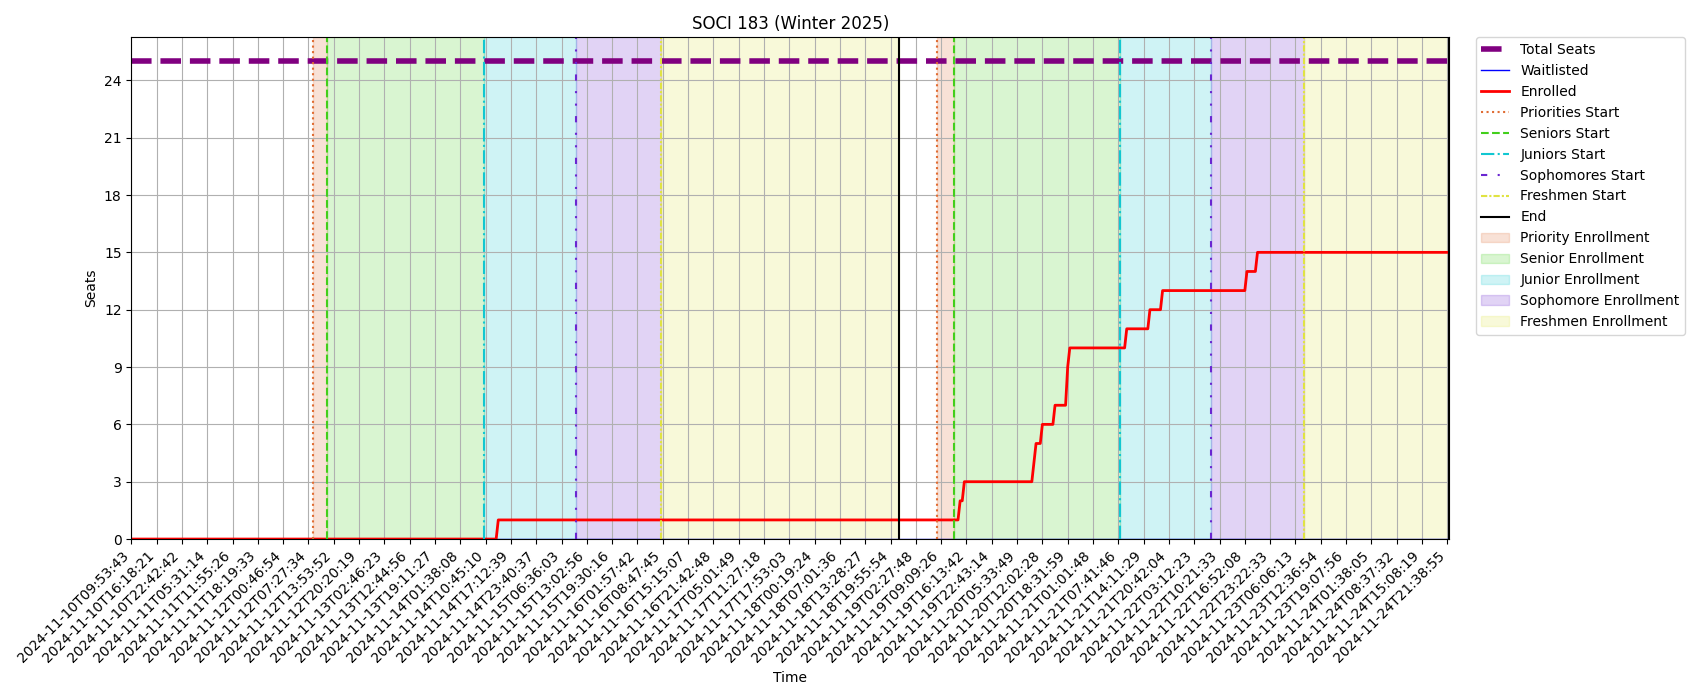 SOCI 183 (Winter 2025)
Seats
24
21
18
15
12
9
6
3
0
2024-11-10T09:53:43
2024-11-10T16:18:21
2024-11-10T22:42:42
2024-11-11T05:31:14
2024-11-11T11:55:26
2024-11-11T18:19:33
2024-11-12T00:46:54
2024-11-12T07:27:34
2024-11-12T13:53:52
2024-11-12T20:20:19
2024-11-13T02:46:23
2024-11-13T12:44:56
2024-11-13T19:11:27
2024-11-14T01:38:08
2024-11-14T10:45:10
2024-11-14T17:12:39
2024-11-14T23:40:37
2024-11-15T06:36:03
2024-11-15T13:02:56
2024-11-15T19:30:16
2024-11-16T01:57:42
2024-11-16T08:47:45
2024-11-16T15:15:07
2024-11-16T21:42:48
2024-11-17T05:01:49
2024-11-17T11:27:18
2024-11-17T17:53:03
2024-11-18T00:19:24
2024-11-18T07:01:36
2024-11-18T13:28:27
2024-11-18T19:55:54
2024-11-19T02:27:48
2024-11-19T09:09:26
2024-11-19T16:13:42
2024-11-19T22:43:14
2024-11-20T05:33:49
2024-11-20T12:02:28
2024-11-20T18:31:59
2024-11-21T01:01:48
2024-11-21T07:41:46
2024-11-21T14:11:29
2024-11-21T20:42:04
2024-11-22T03:12:23
2024-11-22T10:21:33
2024-11-22T16:52:08
2024-11-22T23:22:33
2024-11-23T06:06:13
2024-11-23T12:36:54
2024-11-23T19:07:56
2024-11-24T01:38:05
2024-11-24T08:37:32
2024-11-24T15:08:19
2024-11-24T21:38:55
Time
Total Seats
Waitlisted
Enrolled
Priorities Start
Seniors Start
Juniors Start
Sophomores Start
Freshmen Start
End
Priority Enrollment
Senior Enrollment
Junior Enrollment
Sophomore Enrollment
Freshmen Enrollment